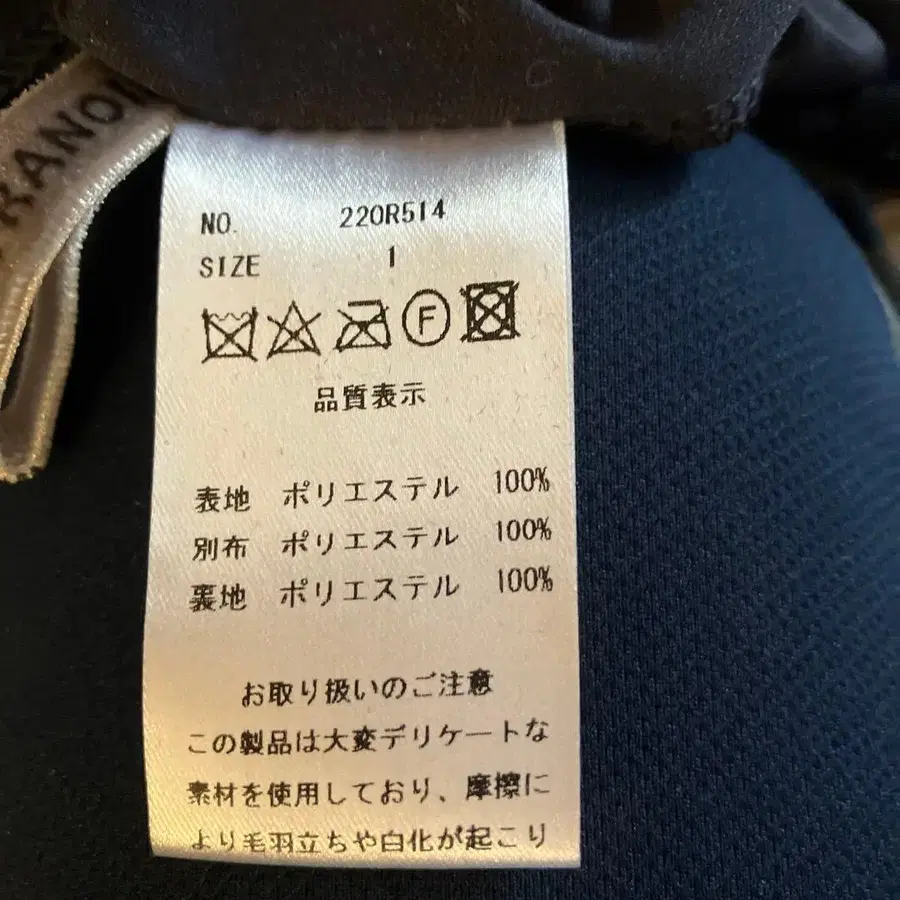 NO. 220R514
SIZE 1
F
品質表示
表地 ポリエステル 100%
別布 ポリエステル 100%
裏地 ポリエステル 100%
お取り扱いのご注意
この製品は大変デリケートな
素材を使用しており、摩擦に
より毛羽立ちや白化が起こり